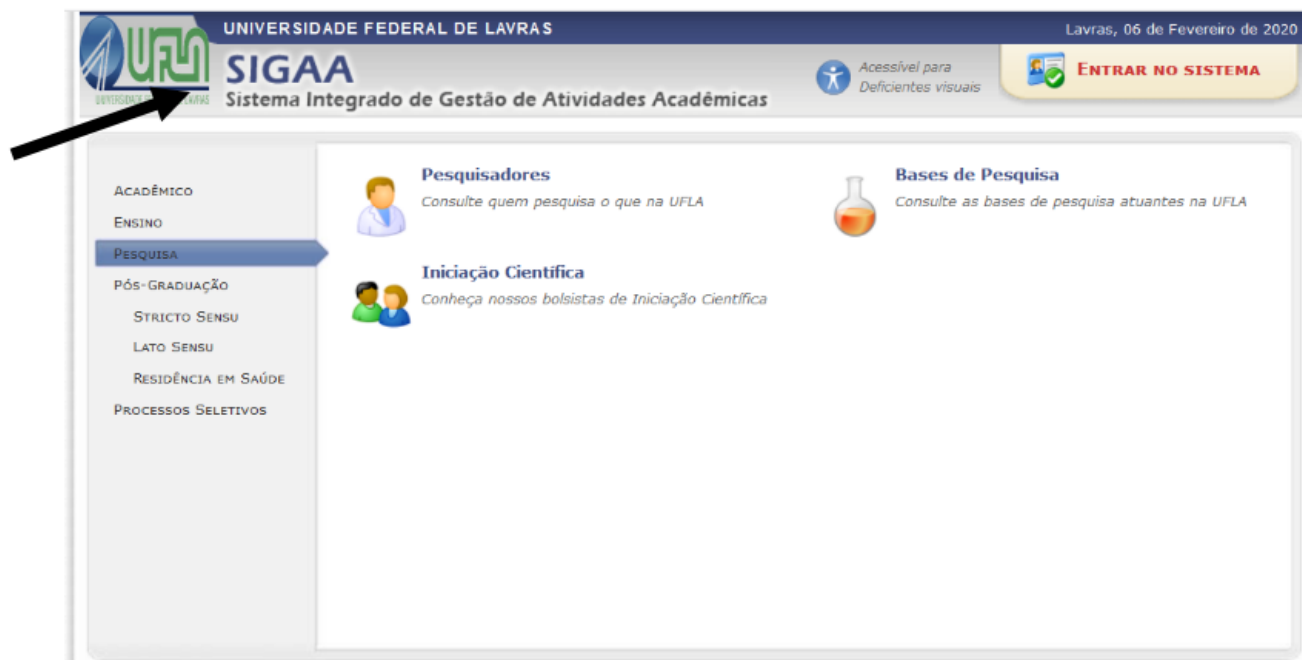 UNIVERSIDADE FEDERAL DE LAVRAS
Lavras, 06 de Fevereiro de 2020
UFLA
SIGAA
Sistema Integrado de Gestão de Atividades Acadêmicas
Acessível para
Deficientes visuais
ENTRAR NO SISTEMA
ACADÊMICO
ENSINO
PESQUISA
PÓS-GRADUAÇÃO
STRICTO SENSU
LATO SENSU
RESIDÊNCIA EM SAÚDE
PROCESSOS SELETIVOS
Pesquisadores
Consulte quem pesquisa o que na UFLA
Bases de Pesquisa
Consulte as bases de pesquisa atuantes na UFLA
Iniciação Científica
Conheça nossos bolsistas de Iniciação Científica